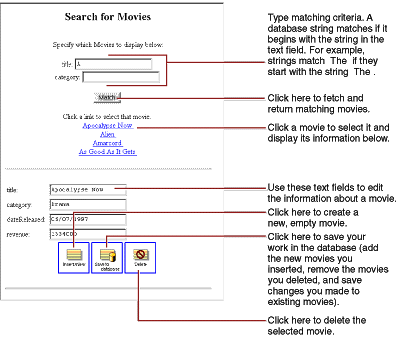 Search for Movies
Specify which Movies to display below:
title: A
category:
Match
Click a link to select that movie:
Apocalypse Now
Alien
Amarcord
As Good As It Gets
title: Apocalypse Now
category: Drama
dateReleased: 05/07/1997
revenue:
Insert/New
Save to
database
Delete
Type matching criteria. A
database string matches if it
begins with the string in the
text field. For example,
strings match The if they
start with the string The .
Click here to fetch and
return matching movies.
Click a movie to select it and
display its information below.
Use these text fields to edit
the information about a movie.
Click here to create a
new, empty movie.
Click here to save your
work in the database (add
the new movies you
inserted, remove the movies
you deleted, and save
changes you made to
existing movies).
Click here to delete the
selected movie.